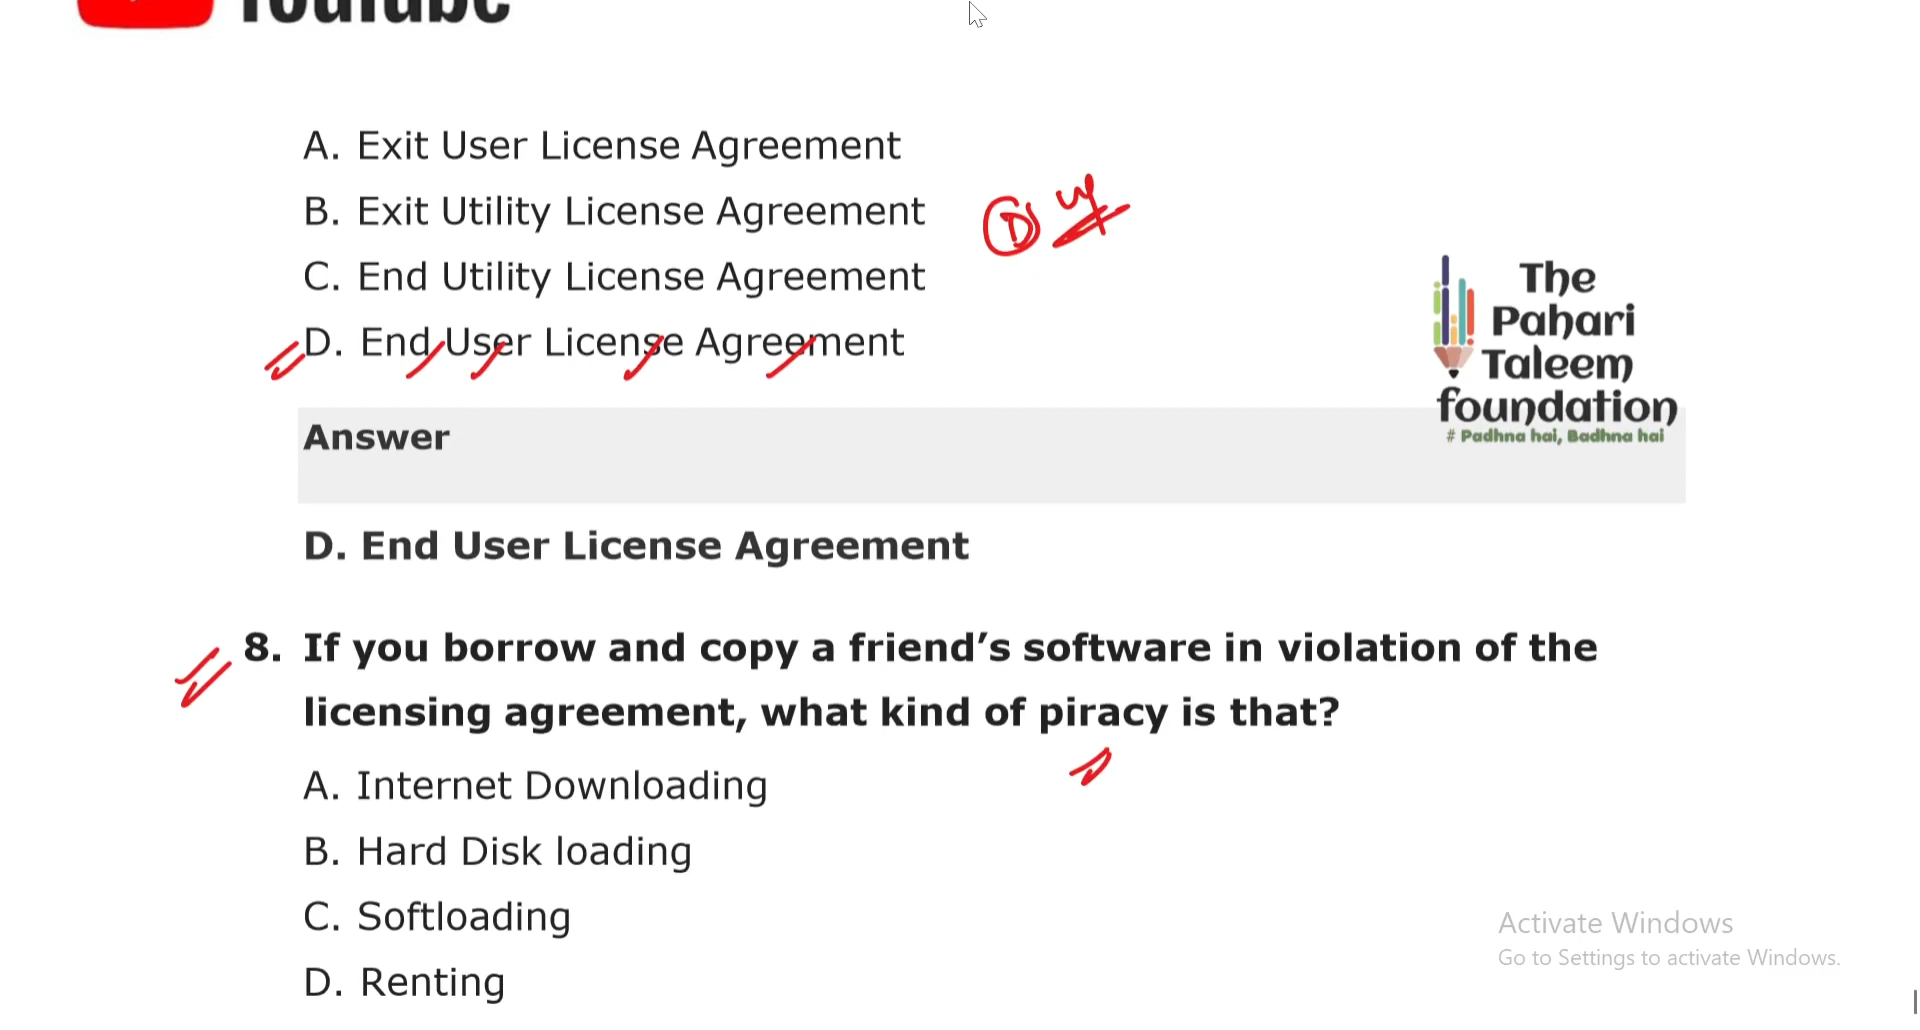 YouTube
A. Exit User License Agreement
B. Exit Utility License Agreement
C. End Utility License Agreement
D. End User License Agreement
D
The
Pahari
Taleem
foundation
# Padhna hai, Badhna hai
Answer
D. End User License Agreement
8. If you borrow and copy a friend’s software in violation of the
licensing agreement, what kind of piracy is that?
A. Internet Downloading
B. Hard Disk loading
C. Softloading
D. Renting
Activate Windows
Go to Settings to activate Windows.